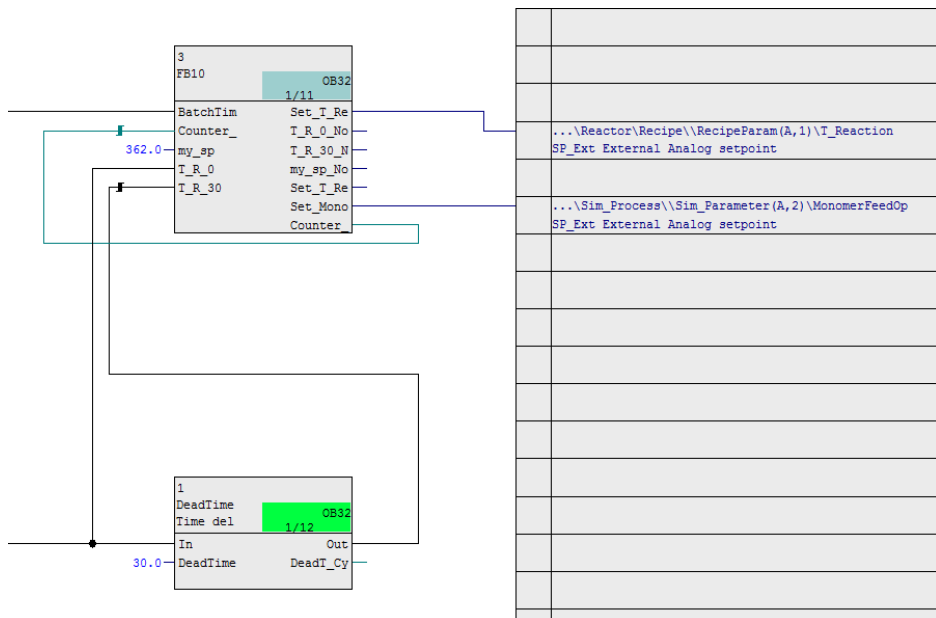 3
FB10
OB32
1/11
BatchTim Set_T_Re
Counter_ T_R_0_No
362.0 my_sp T_R_30_N
T_R_0 my_sp_No
T_R_30 Set_T_Re
Set_Mono
Counter_
...\Reactor\Recipe\\RecipeParam(A,1)\T_Reaction
SP_Ext External Analog setpoint
...\Sim_Process\\Sim_Parameter(A,2)\MonomerFeedOp
SP_Ext External Analog setpoint
1
DeadTime
Time del
OB32
1/12
In Out
30.0 DeadTime DeadT_Cy